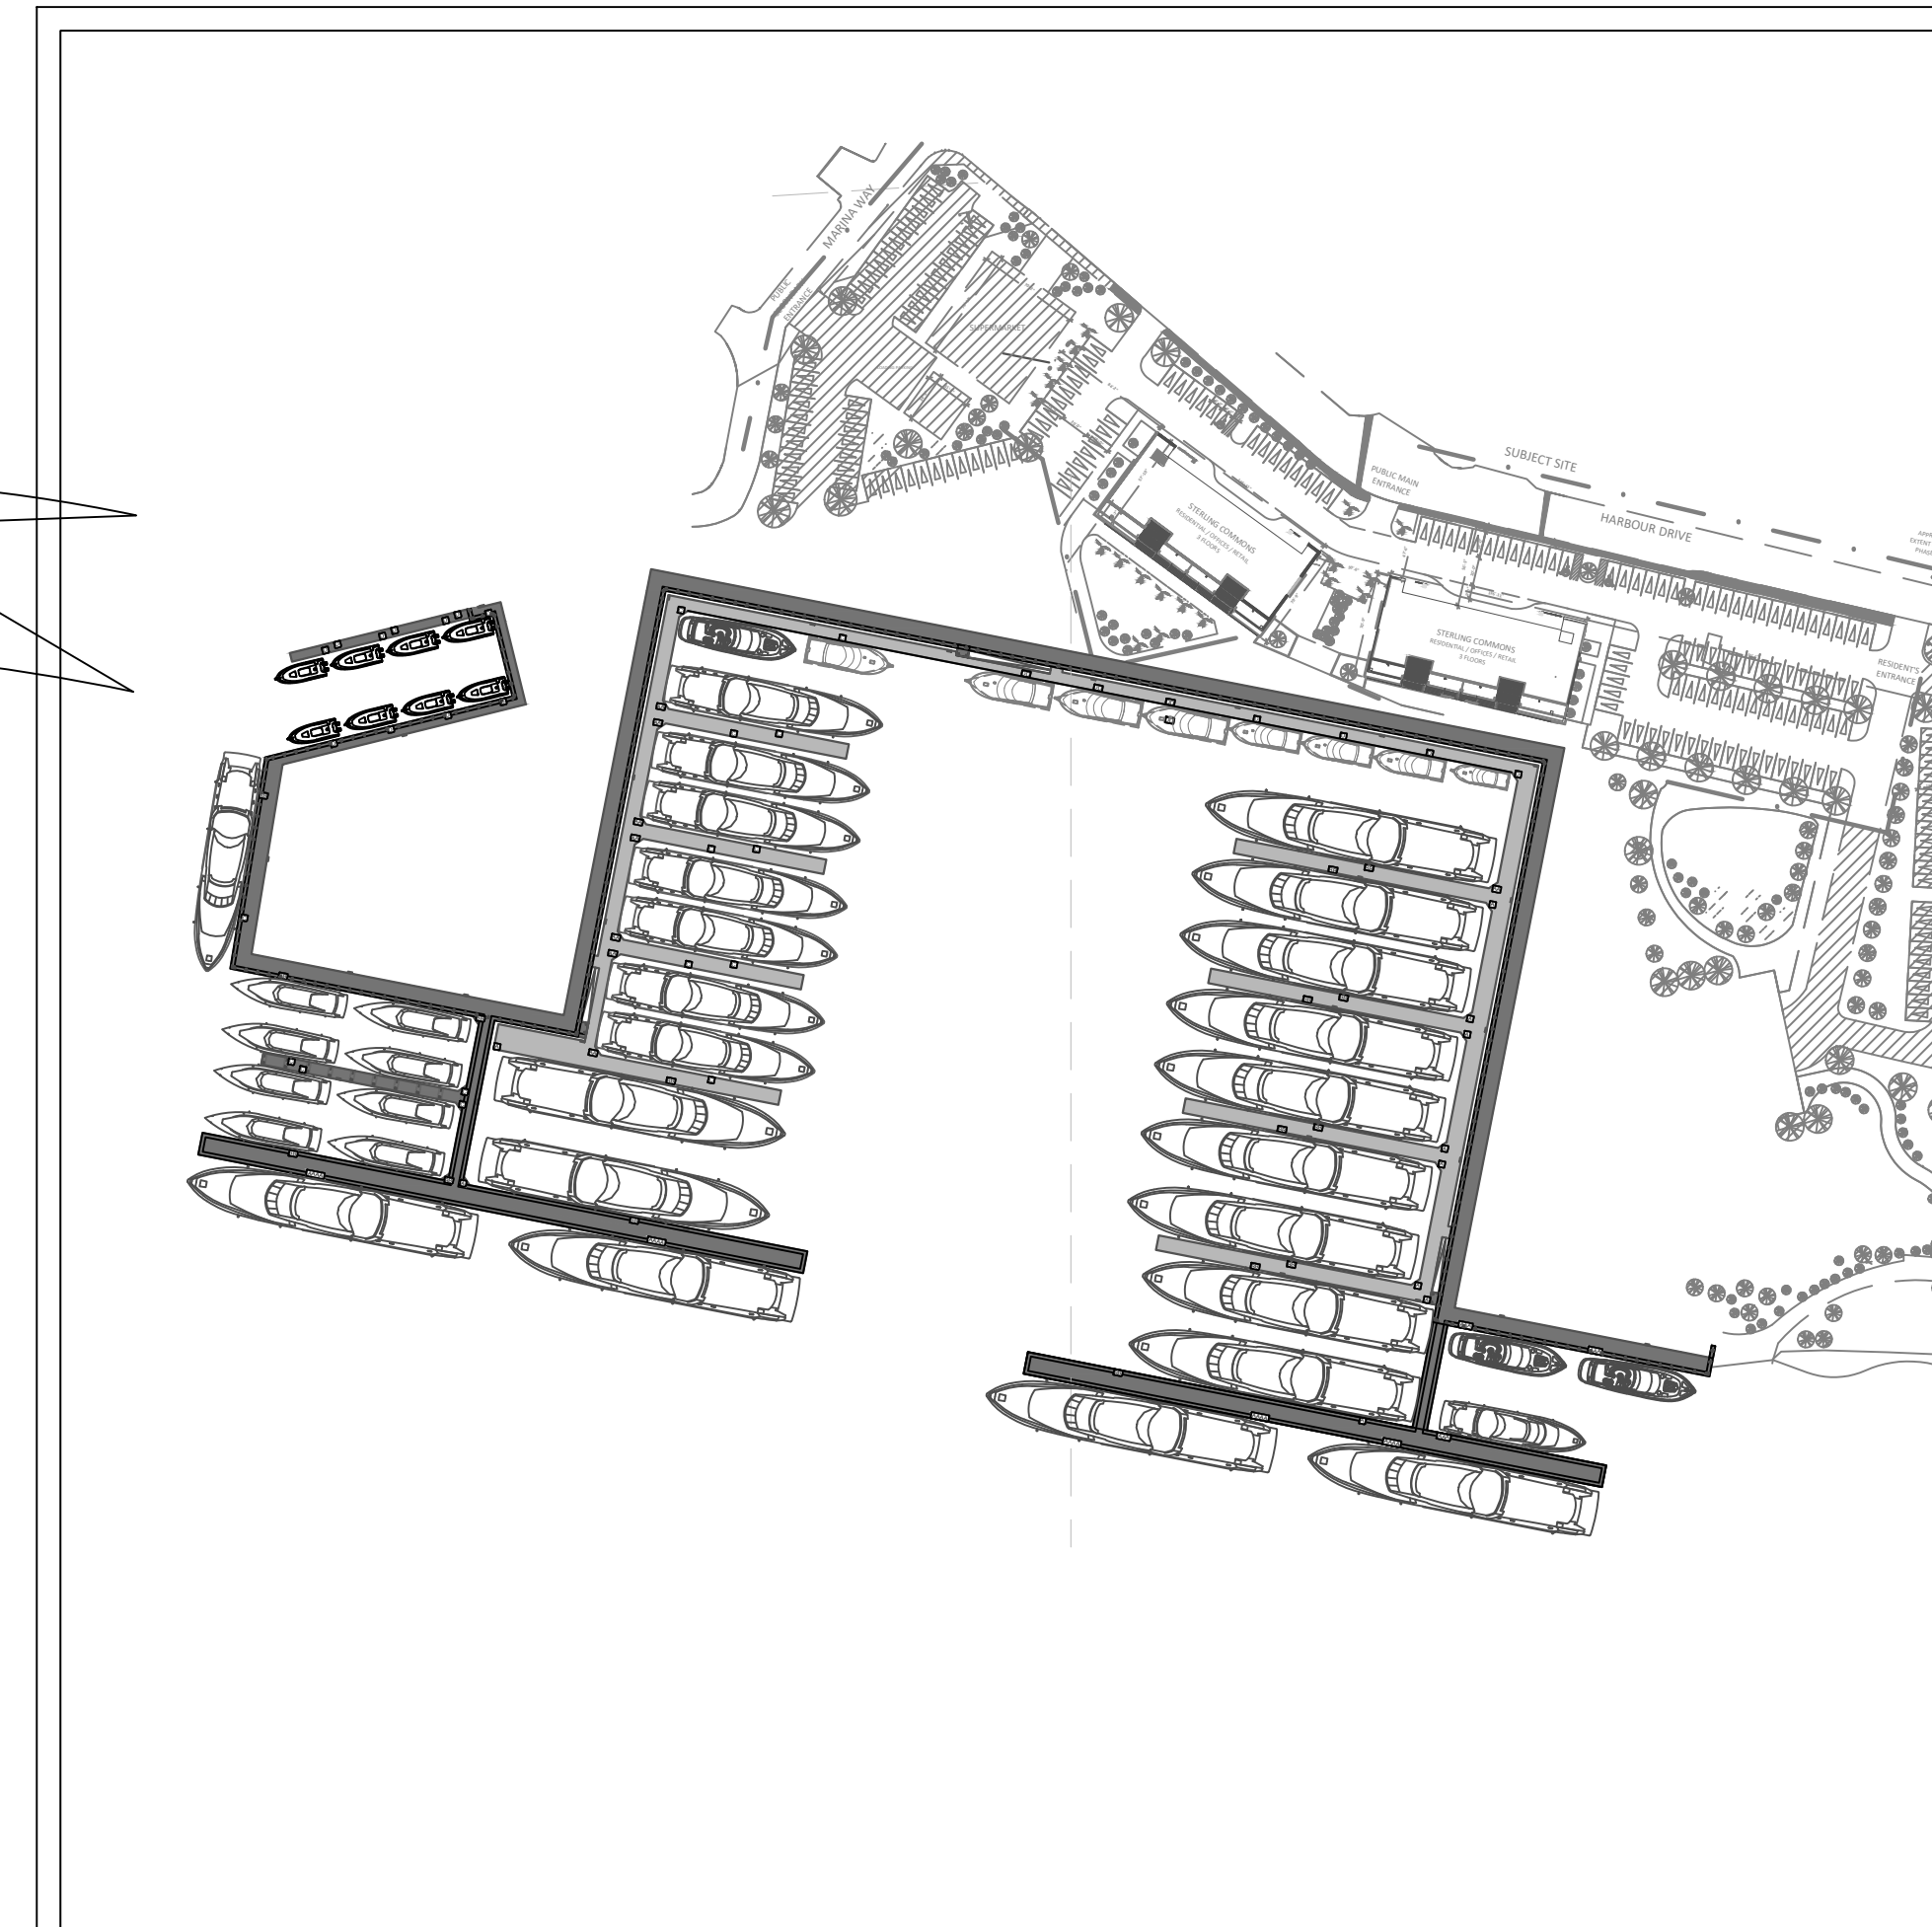 MARINA WAY
PUBLIC
ENTRANCE
SUPERMARKET
SUBJECT SITE
PUBLIC MAIN
ENTRANCE
HARBOUR DRIVE
STERLING COMMONS
RESIDENTIAL / OFFICES / RETAIL
3 FLOORS
STERLING COMMONS
RESIDENTIAL / OFFICES / RETAIL
3 FLOORS
RESIDENT'S
ENTRANCE